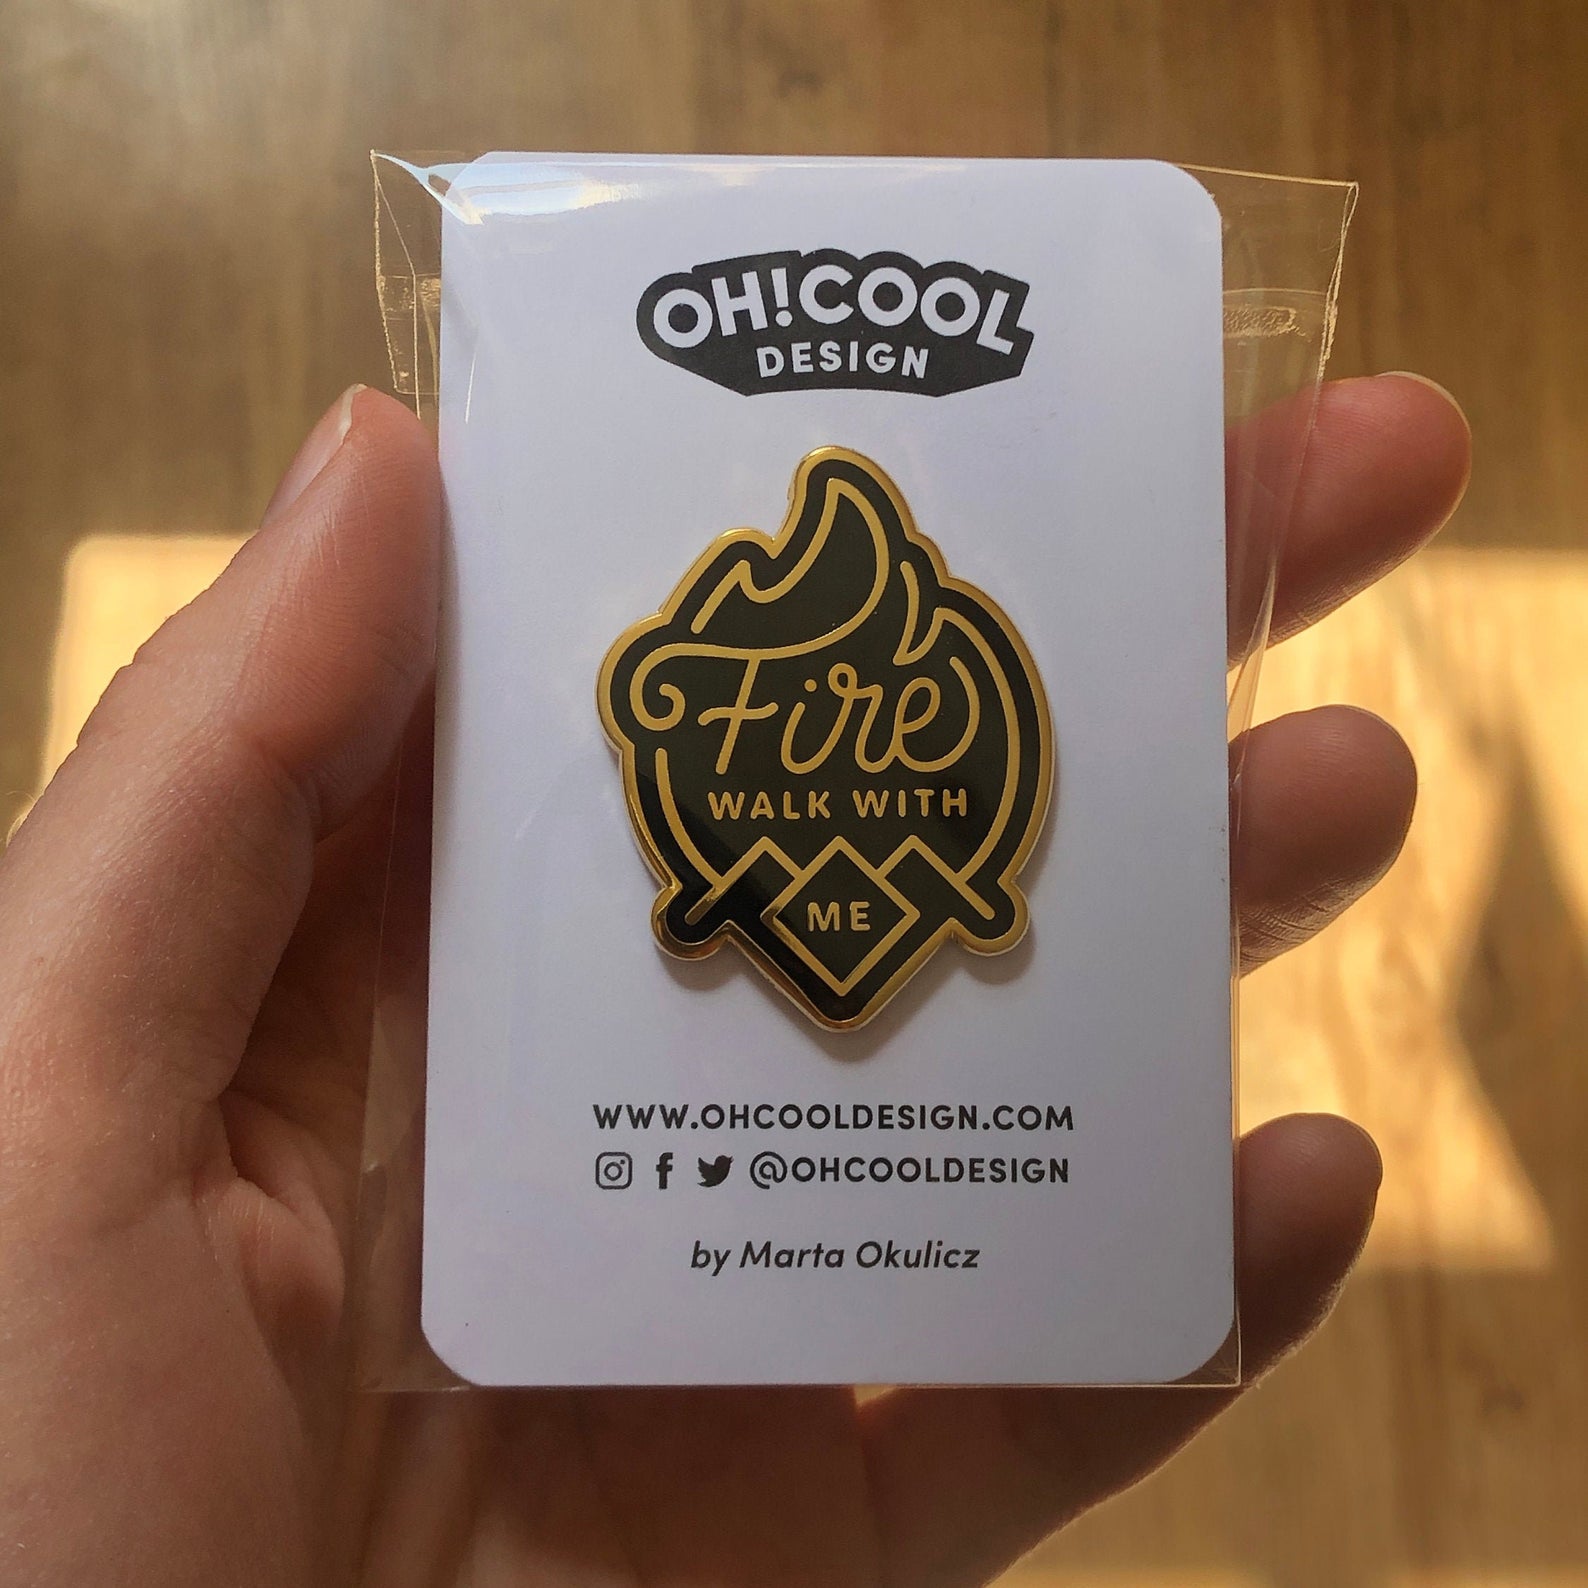 OH!COOL
DESIGN
Fire
WALK WITH
ME
WWW.OHCOOLDESIGN.COM
@OHCOOLDESIGN
by Marta Okulicz